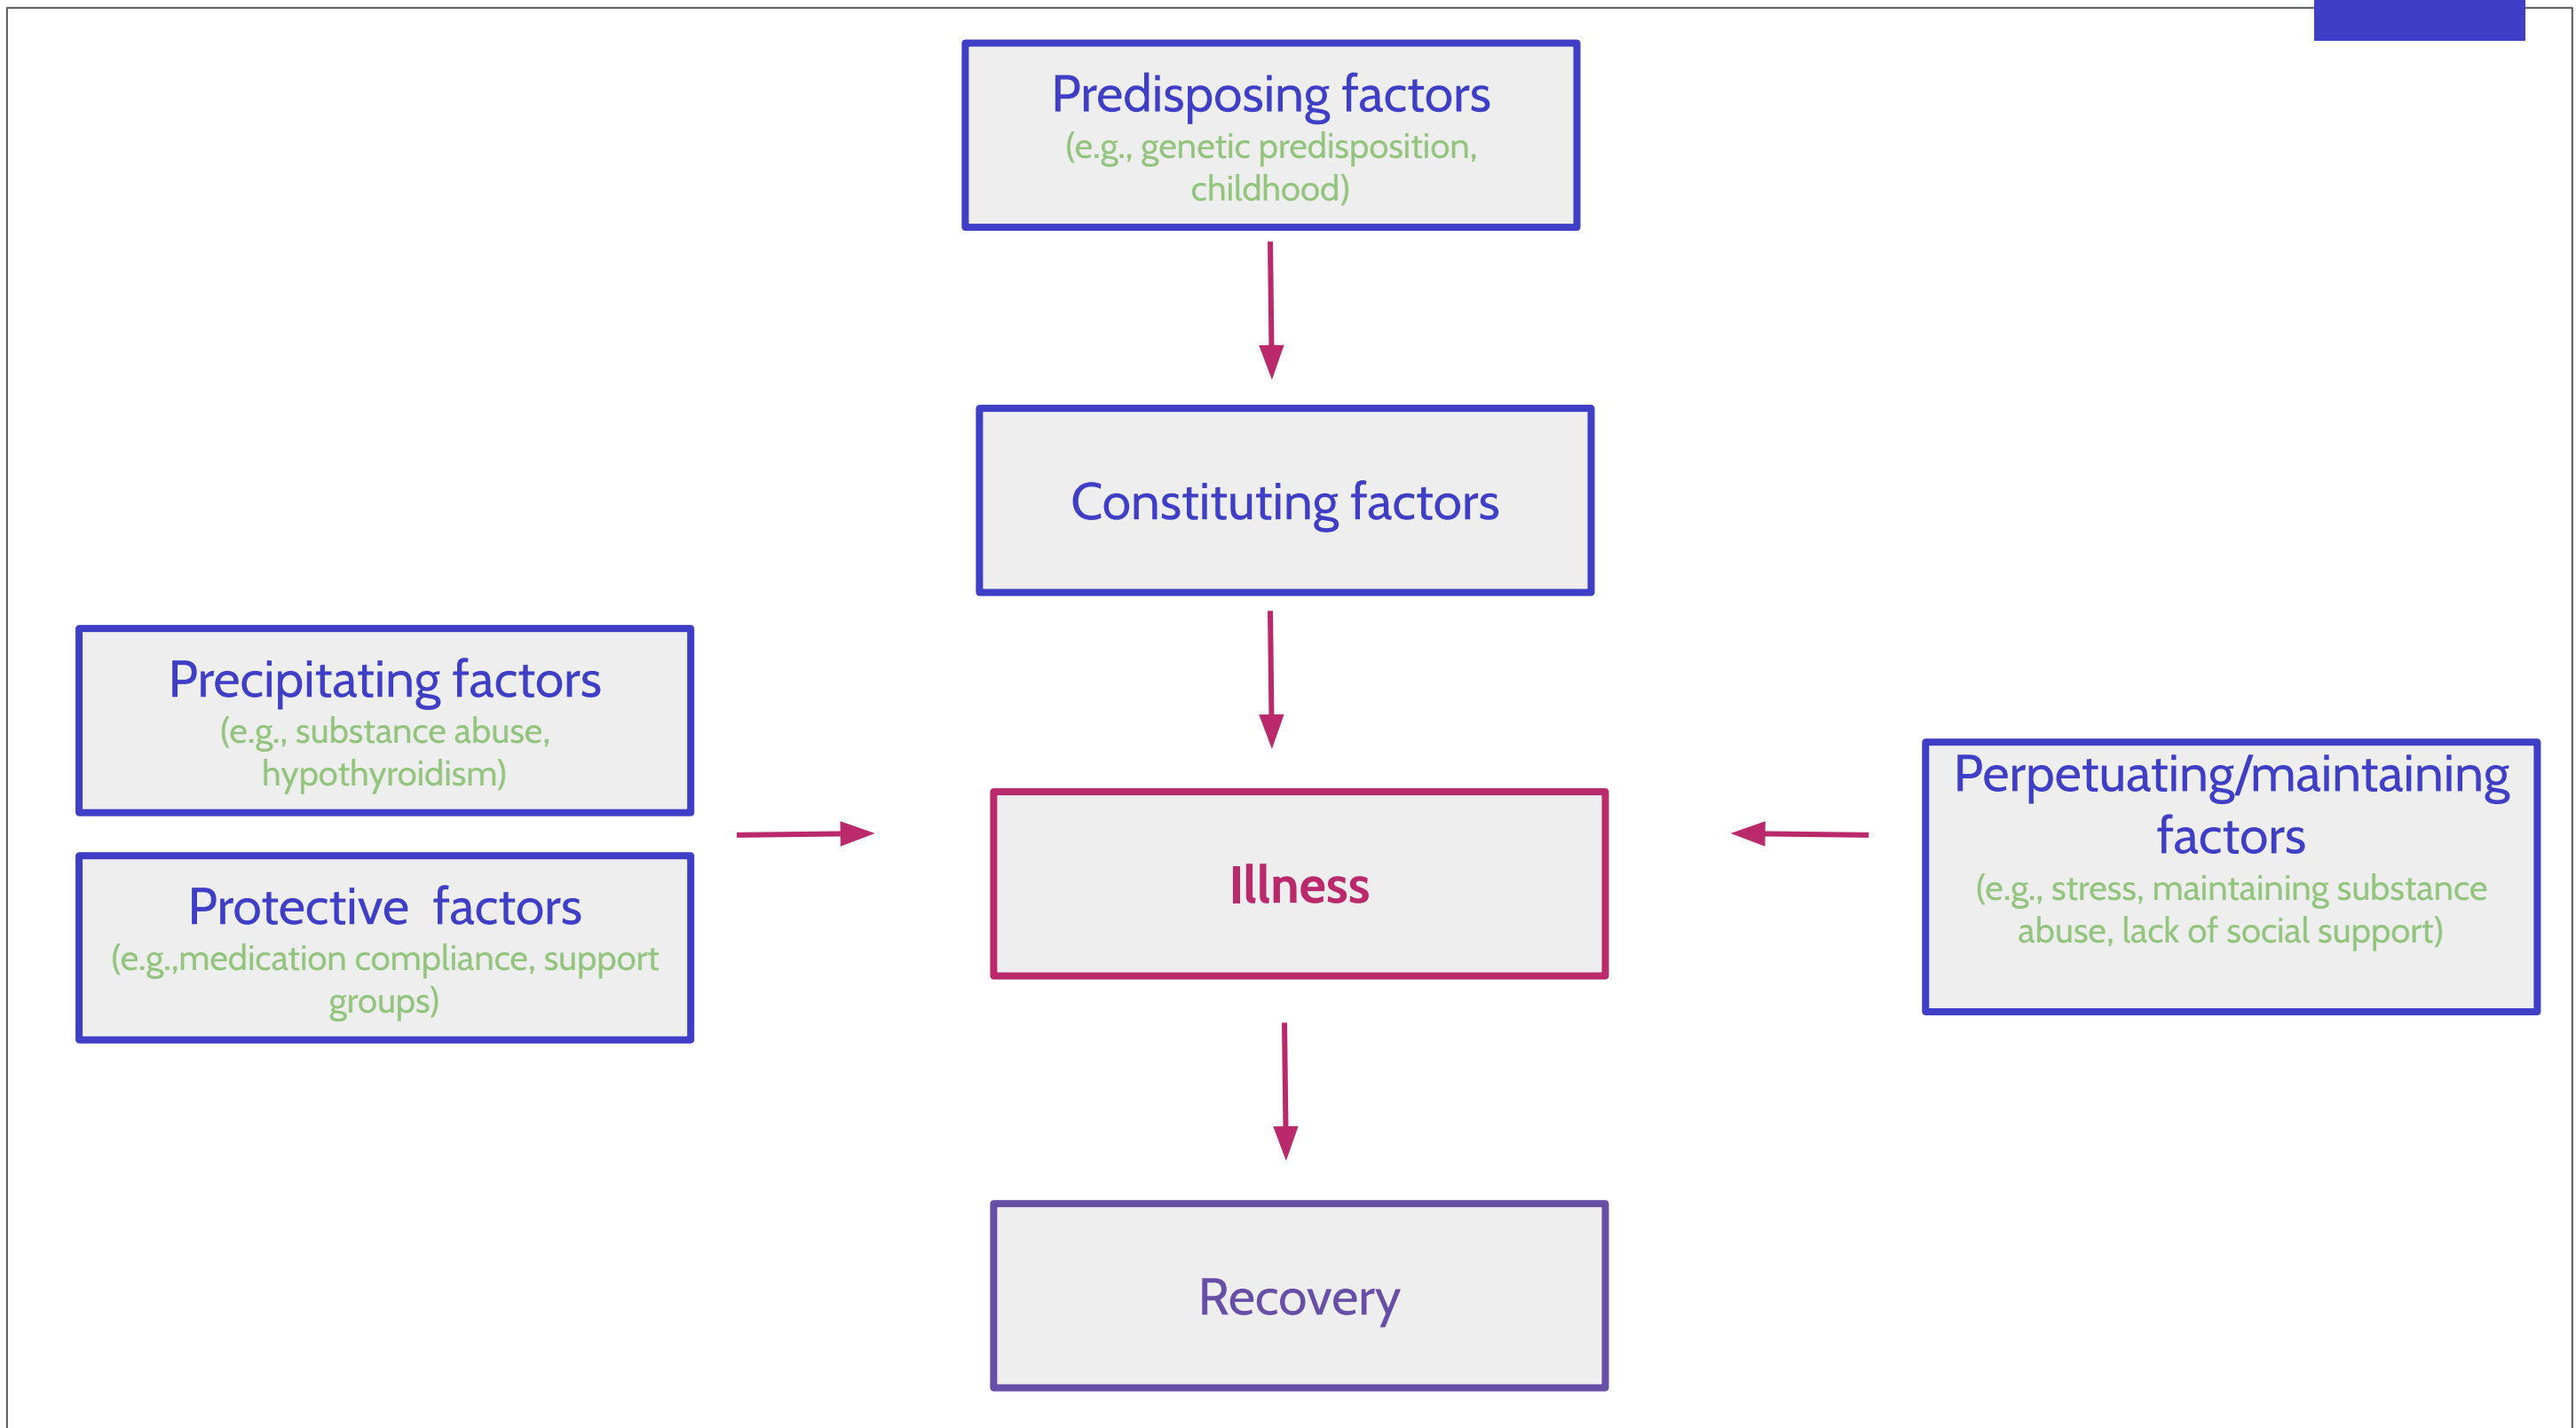 Predisposing factors
(e.g., genetic predisposition,
childhood)
Constituting factors
Precipitating factors
(e.g., substance abuse,
hypothyroidism)
Protective  factors
(e.g.,medication compliance, support
groups)
Illness
Perpetuating/maintaining
factors
(e.g., stress, maintaining substance
abuse, lack of social support)
Recovery